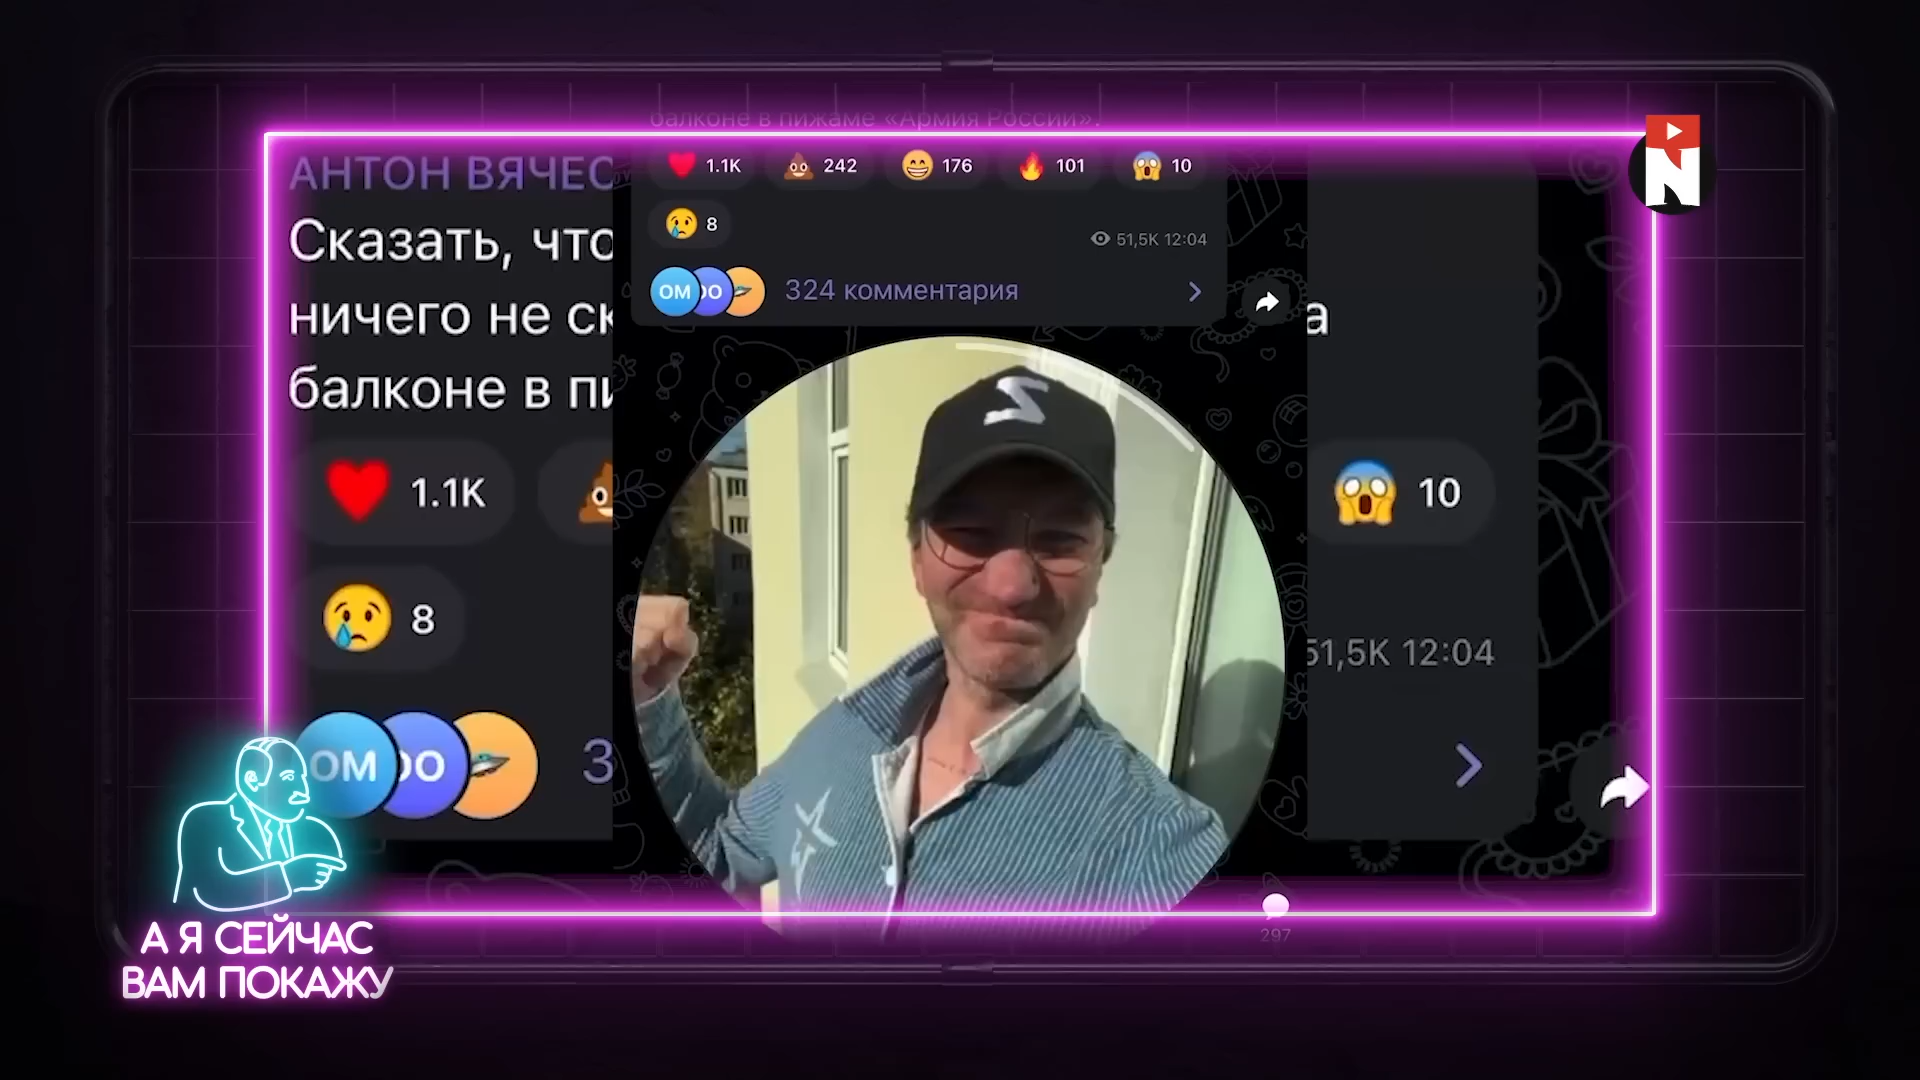 балконе в пижаме «Армия России».
1.1K 242 176 101 10
8
51,5K 12:04
ОМ
324 комментария
АНТОН ВЯЧЕС
Сказать, что
ничего не ск
а
балконе в пи
1.1K
10
8
51,5K 12:04
ОМ
3
Z
N
297
А Я СЕЙЧАС
ВАМ ПОКАЖУ